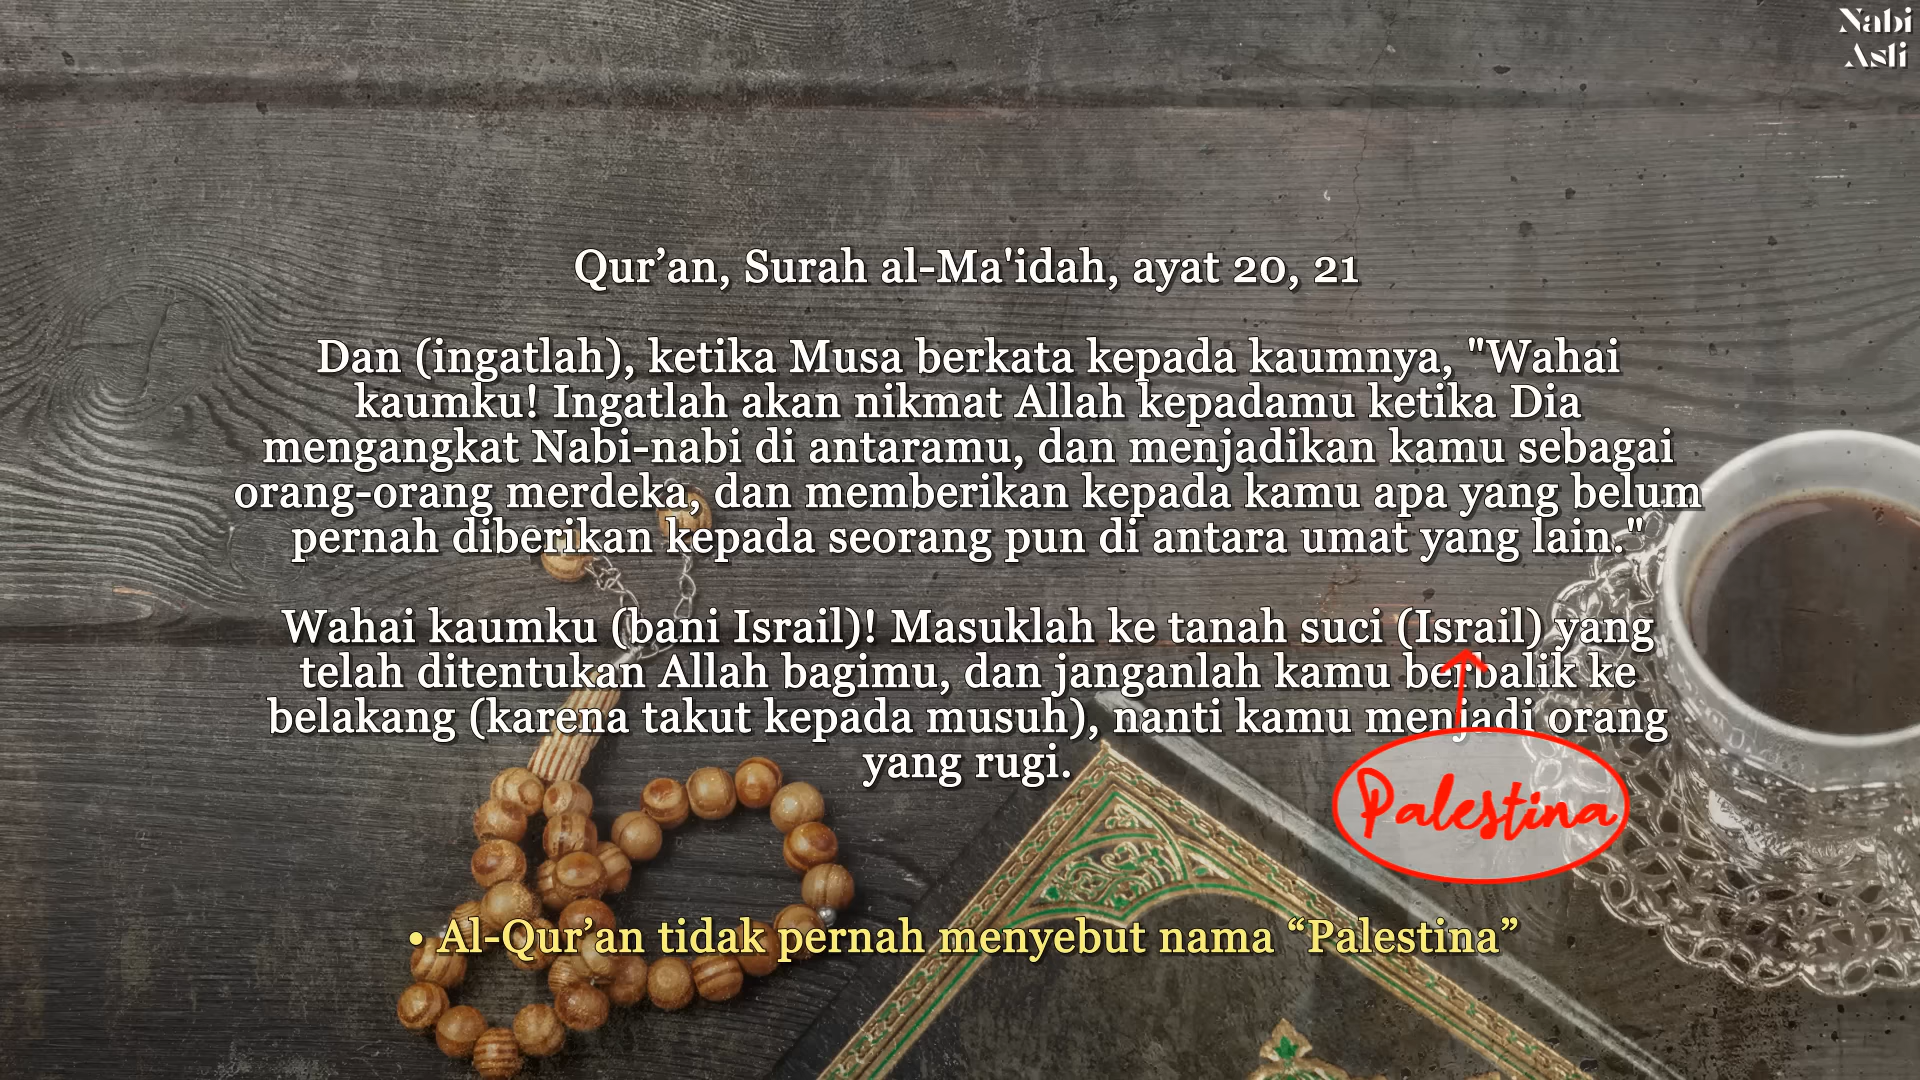 Nabi
Asli
Qur’an, Surah al-Ma'idah, ayat 20, 21
Dan (ingatlah), ketika Musa berkata kepada kaumnya, "Wahai
kaumku! Ingatlah akan nikmat Allah kepadamu ketika Dia
mengangkat Nabi-nabi di antaramu, dan menjadikan kamu sebagai
orang-orang merdeka, dan memberikan kepada kamu apa yang belum
pernah diberikan kepada seorang pun di antara umat yang lain."
Wahai kaumku (bani Israil)! Masuklah ke tanah suci (Israil) yang
telah ditentukan Allah bagimu, dan janganlah kamu berbalik ke
belakang (karena takut kepada musuh), nanti kamu menjadi orang
yang rugi.
Palestina
• Al-Qur’an tidak pernah menyebut nama “Palestina”